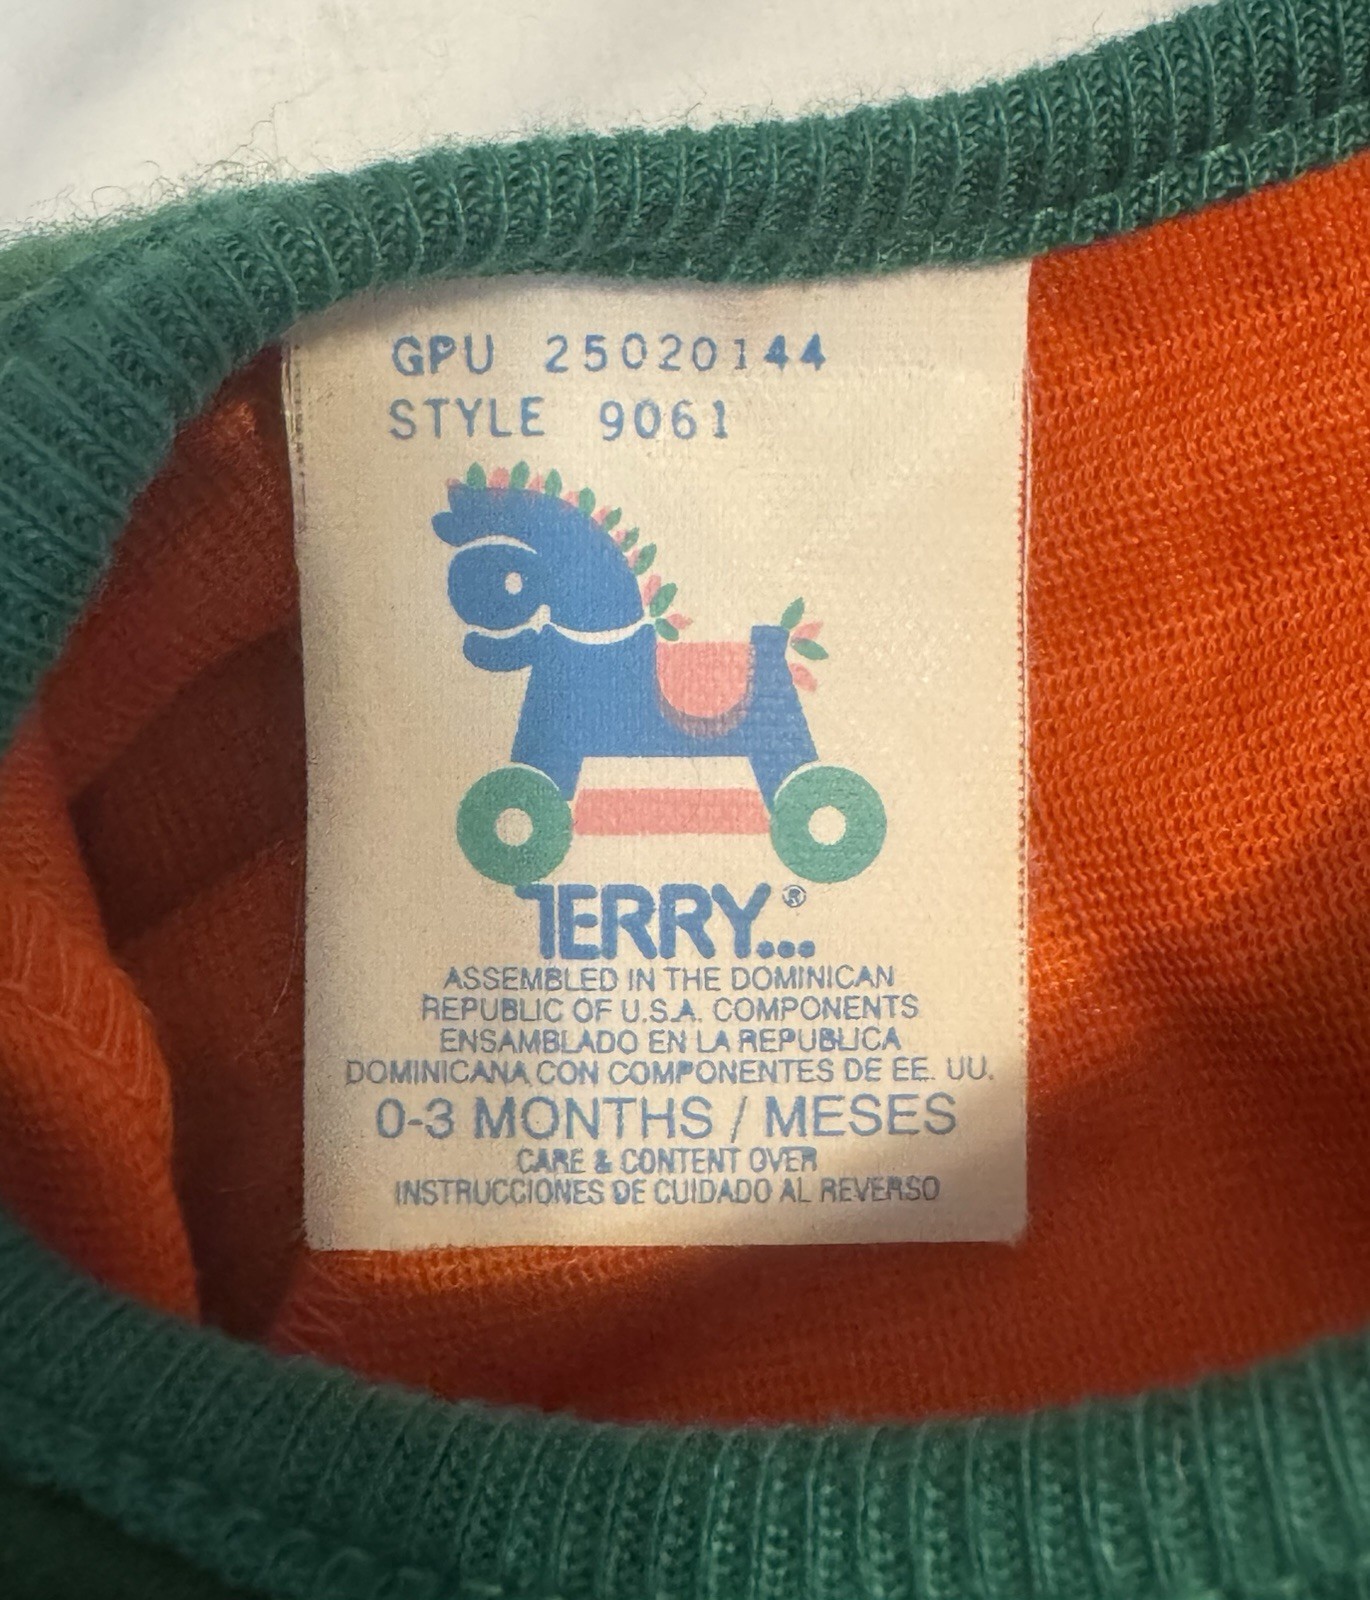 GPU 25020144
STYLE 9061
TERRY...®
ASSEMBLED IN THE DOMINICAN
REPUBLIC OF U.S.A. COMPONENTS
ENSAMBLADO EN LA REPUBLICA
DOMINICANA CON COMPONENTES DE EE. UU.
0-3 MONTHS / MESES
CARE & CONTENT OVER
INSTRUCCIONES DE CUIDADO AL REVERSO